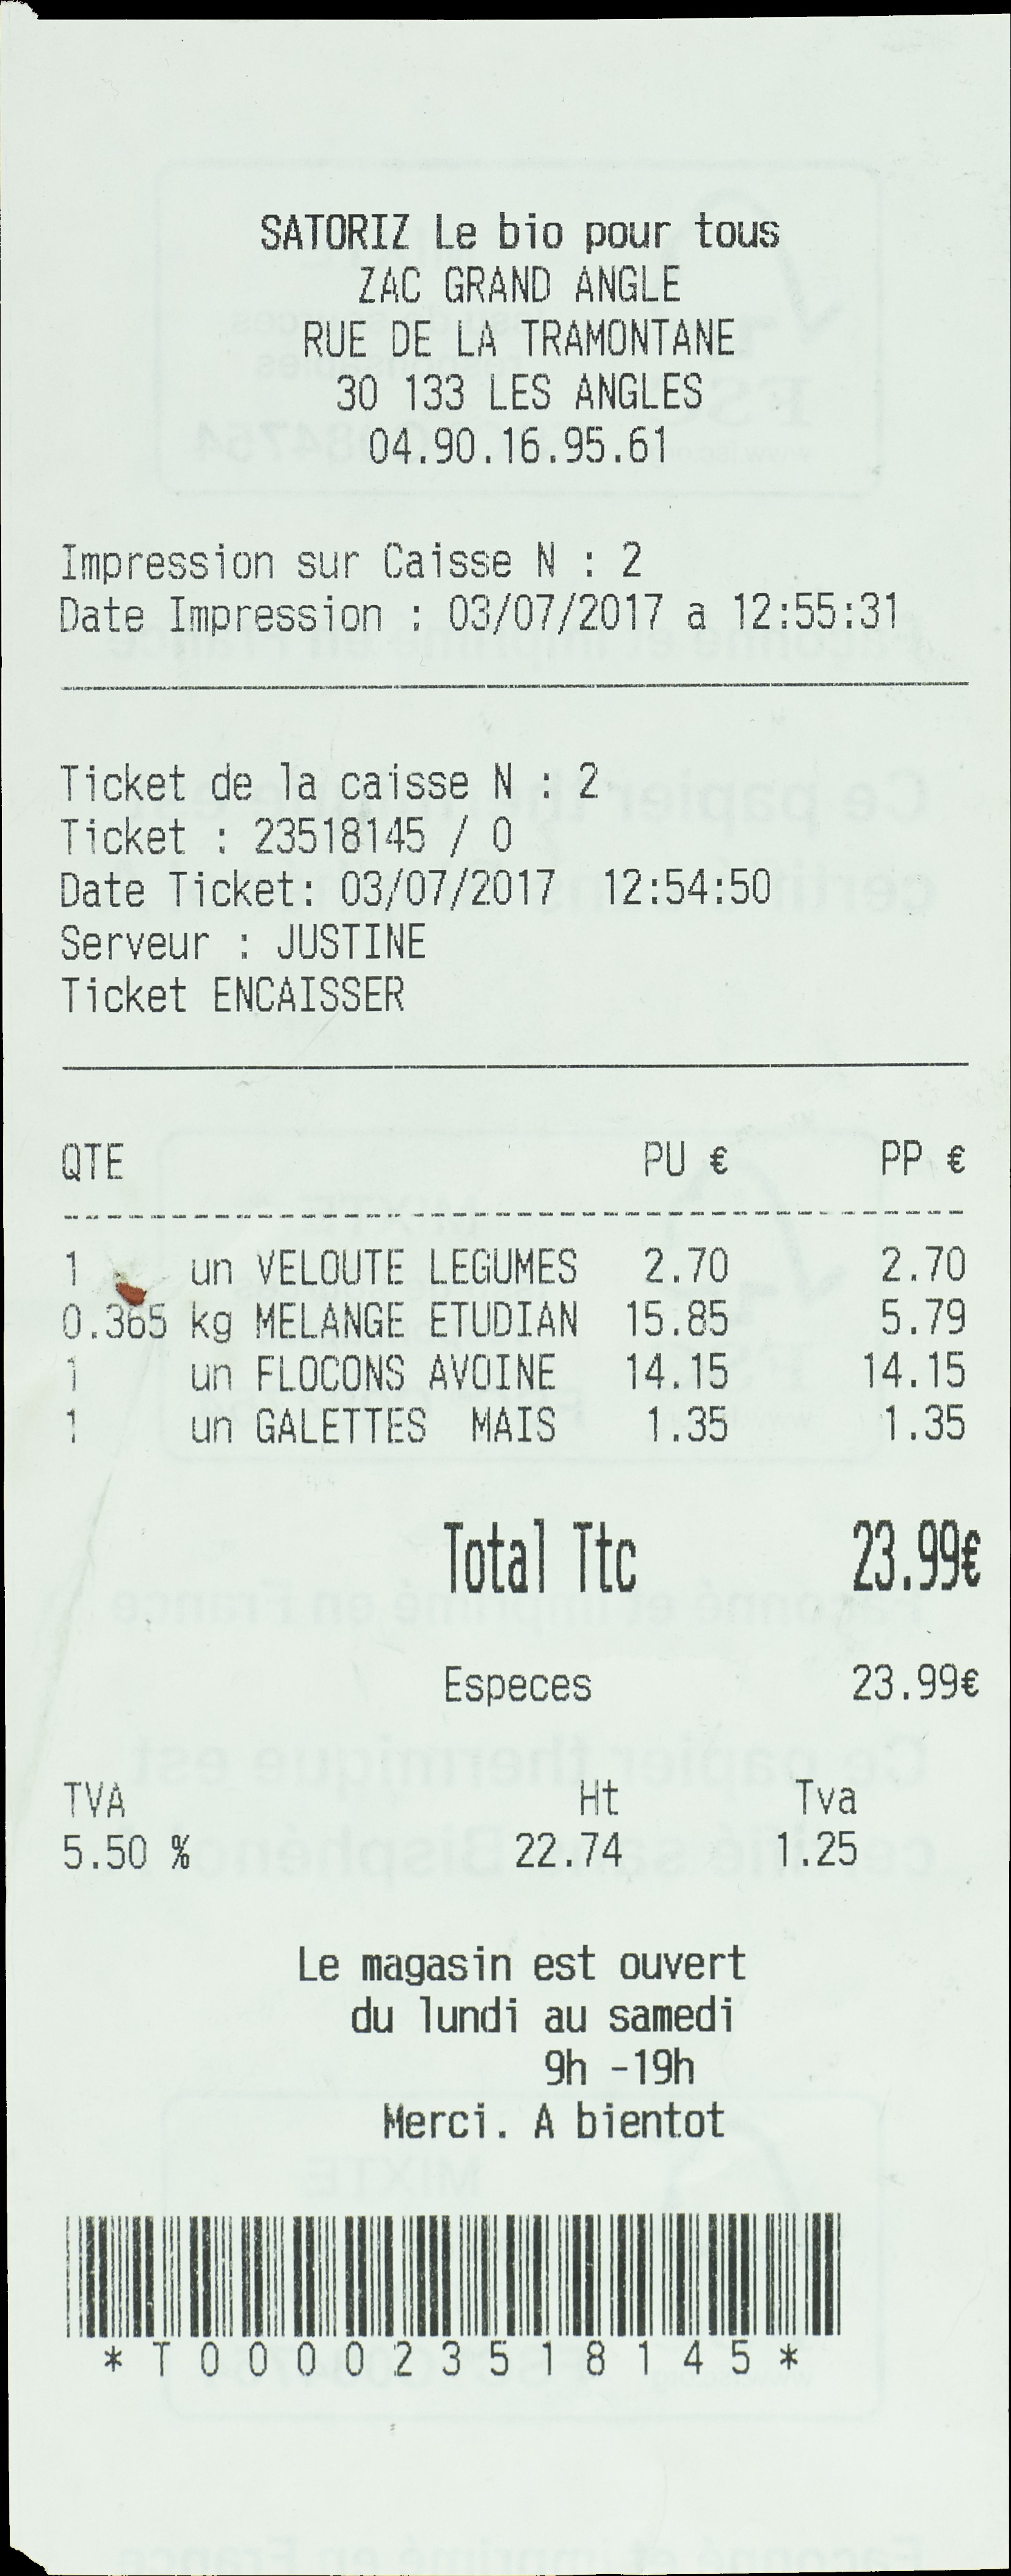 SATORIZ Le bio pour tous
ZAC GRAND ANGLE
RUE DE LA TRAMONTANE
30 133 LES ANGLES
04.90.16.95.61
Impression sur Caisse N : 2
Date Impression : 03/07/2017 a 12:55:31
Ticket de la caisse N : 2
Ticket : 23518145 / 0
Date Ticket: 03/07/2017 12:54:50
Serveur : JUSTINE
Ticket ENCAISSER
QTE PU € PP €
1 un VELOUTE LEGUMES 2.70 2.70
0.365 kg MELANGE ETUDIAN 15.85 5.79
1 un FLOCONS AVOINE 14.15 14.15
1 un GALETTES MAIS 1.35 1.35
Total Ttc 23.99€
Especes 23.99€
TVA Ht Tva
5.50 % 22.74 1.25
Le magasin est ouvert
du lundi au samedi
9h -19h
Merci. A bientot
*T000023518145*